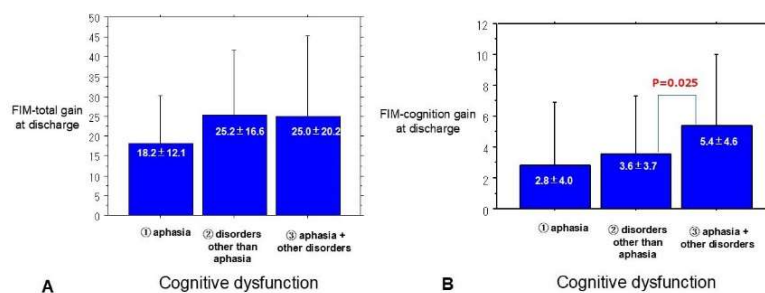 50
45
40
35
30
25
20
15
10
5
0
FIM-total gain
at discharge
18.2±12.1
25.2±16.6
25.0±20.2
① aphasia
② disorders
other than
aphasia
③ aphasia +
other disorders
A
Cognitive dysfunction
12
10
8
6
4
2
0
FIM-cognition gain
at discharge
P=0.025
2.8±4.0
3.6±3.7
5.4±4.6
① aphasia
② disorders
other than
aphasia
③ aphasia +
other disorders
B
Cognitive dysfunction